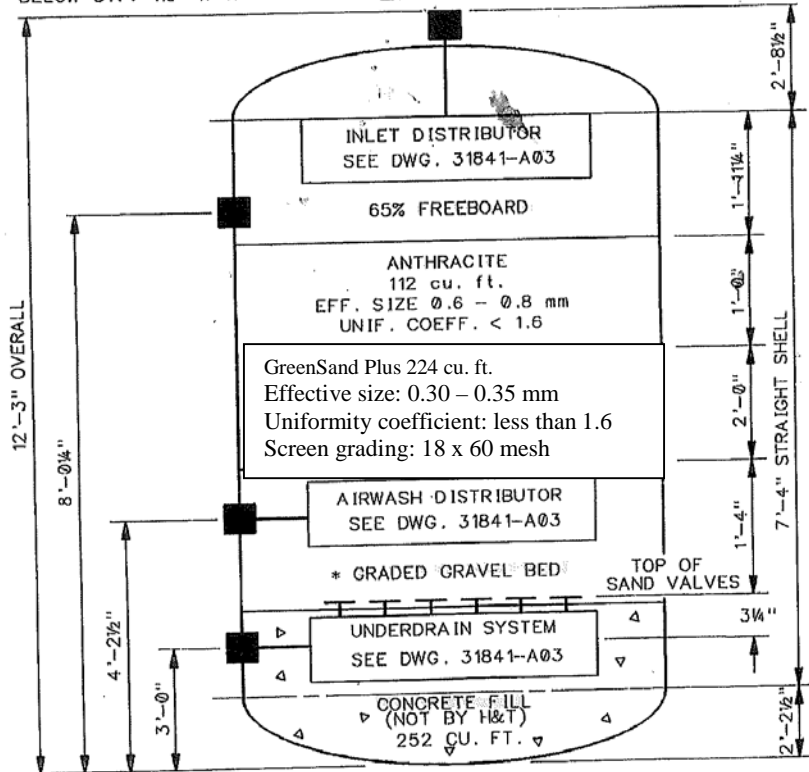 2'-8½"
INLET DISTRIBUTOR
SEE DWG. 31841-A03
65% FREEBOARD
1'-11¼"
ANTHRACITE
112 cu. ft.
EFF. SIZE 0.6 - 0.8 mm
UNIF. COEFF. < 1.6
1'-0"
GreenSand Plus 224 cu. ft.
Effective size: 0.30 – 0.35 mm
Uniformity coefficient: less than 1.6
Screen grading: 18 x 60 mesh
2'-0"
12'-3" OVERALL
8'-0¼"
7'-4" STRAIGHT SHELL
AIRWASH DISTRIBUTOR
SEE DWG. 31841-A03
1'-4"
* GRADED GRAVEL BED
TOP OF
SAND VALVES
3¼"
UNDERDRAIN SYSTEM
SEE DWG. 31841-A03
4'-2½"
3'-0"
CONCRETE FILL
(NOT BY H&T)
252 CU. FT.
2'-2½"